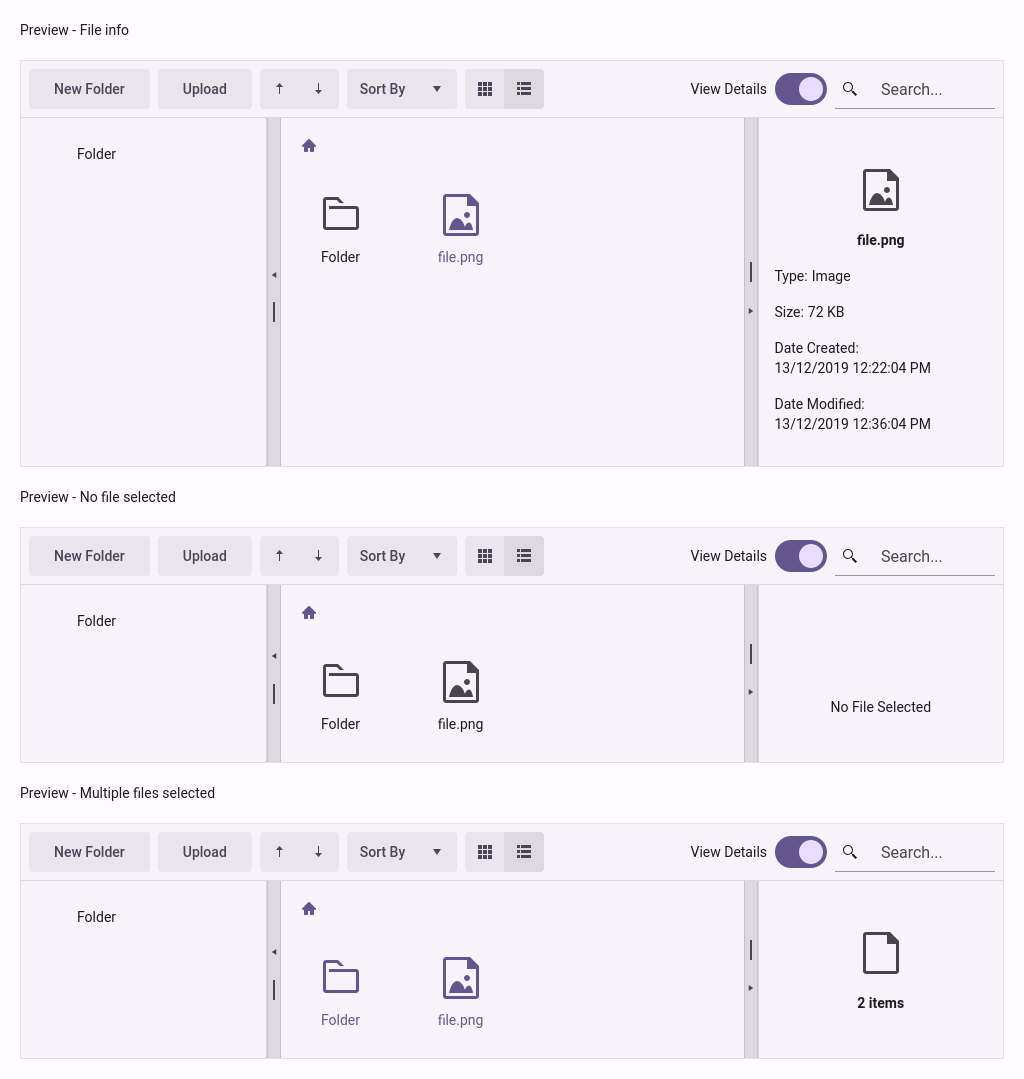 Preview - File info
New Folder Upload Sort By View Details Search...
Folder
Folder file.png
file.png
Type: Image
Size: 72 KB
Date Created:
13/12/2019 12:22:04 PM
Date Modified:
13/12/2019 12:36:04 PM
Preview - No file selected
New Folder Upload Sort By View Details Search...
Folder
Folder file.png
No File Selected
Preview - Multiple files selected
New Folder Upload Sort By View Details Search...
Folder
Folder file.png
2 items